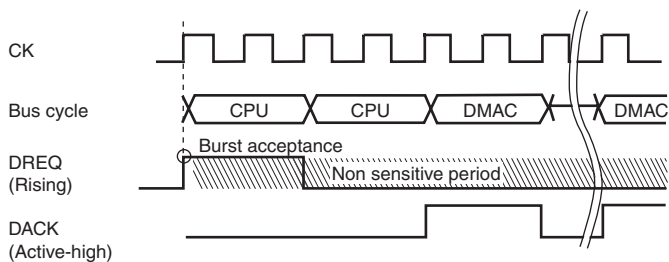 CK
Bus cycle CPU CPU DMAC DMAC
Burst acceptance
DREQ
(Rising)
Non sensitive period
DACK
(Active-high)